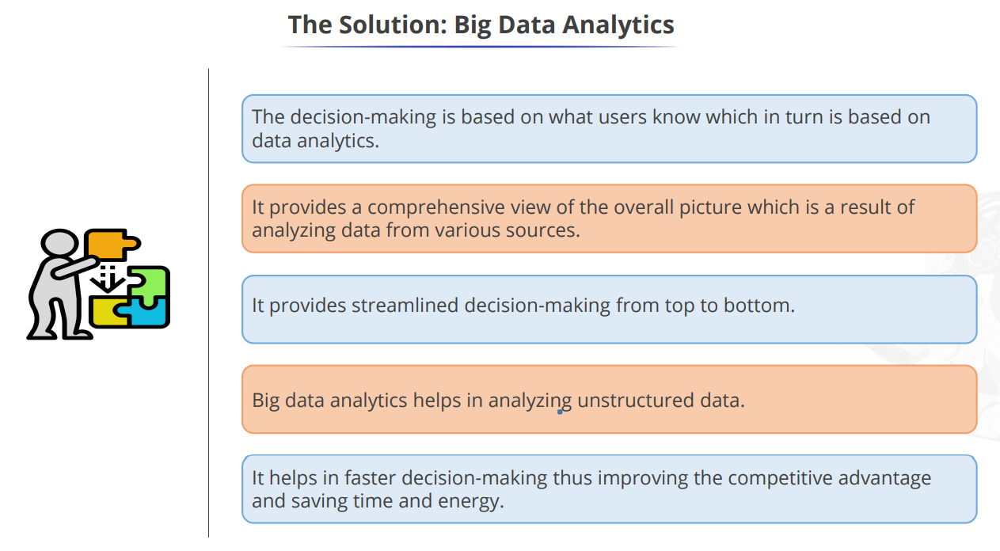 The Solution: Big Data Analytics
The decision-making is based on what users know which in turn is based on
data analytics.
It provides a comprehensive view of the overall picture which is a result of
analyzing data from various sources.
It provides streamlined decision-making from top to bottom.
Big data analytics helps in analyzing unstructured data.
It helps in faster decision-making thus improving the competitive advantage
and saving time and energy.